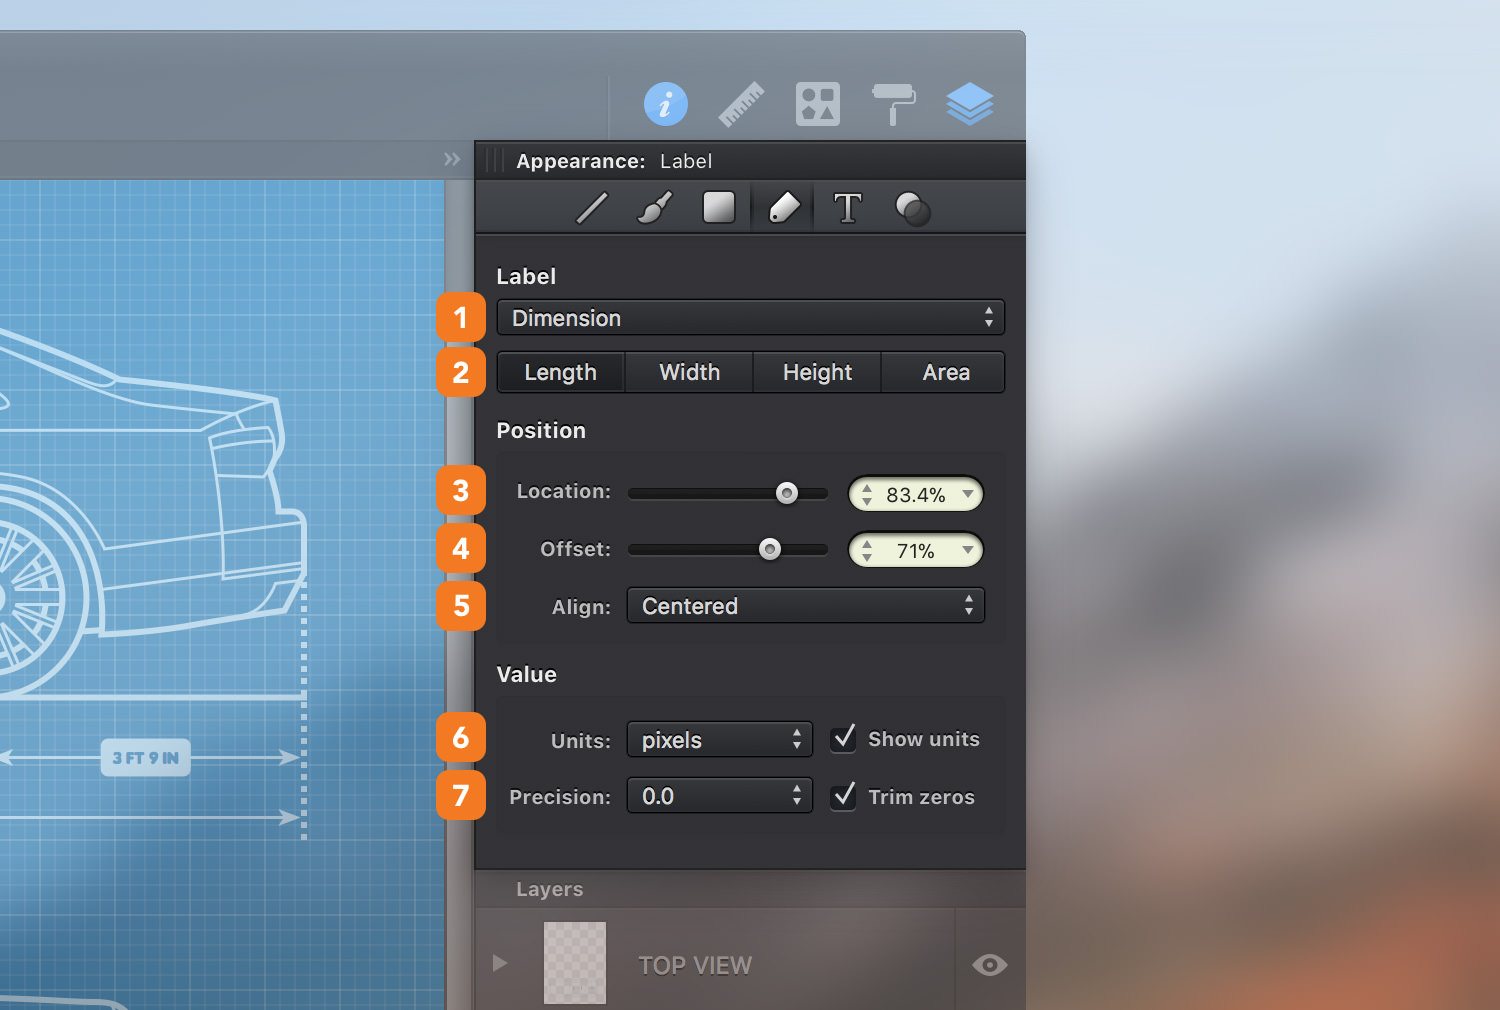 Appearance: Label
Label
1 Dimension
2 Length Width Height Area
Position
3 Location: 83.4%
4 Offset: 71%
5 Align: Centered
Value
6 Units: pixels Show units
7 Precision: 0.0 Trim zeros
3 FT 9 IN
Layers
TOP VIEW